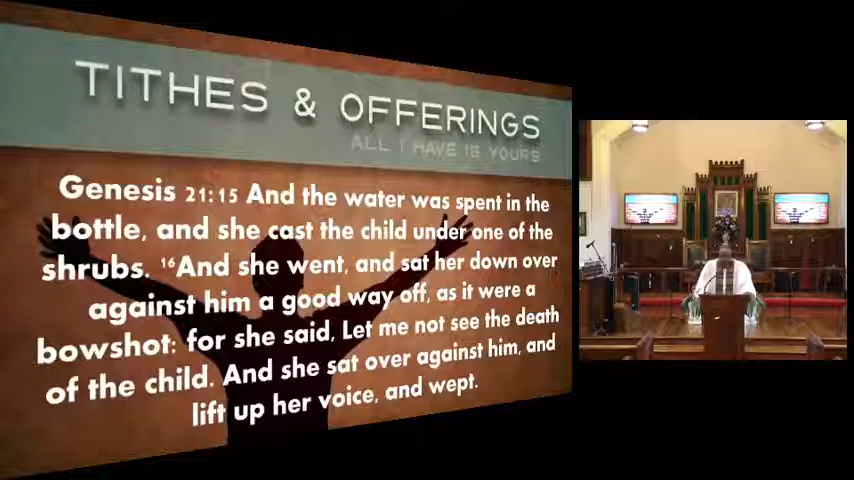 TITHES & OFFERINGS
ALL I HAVE IS YOURS
Genesis 21:15 And the water was spent in the
bottle, and she cast the child under one of the
shrubs. ¹⁶And she went, and sat her down over
against him a good way off, as it were a
bowshot: for she said, Let me not see the death
of the child. And she sat over against him, and
lift up her voice, and wept.